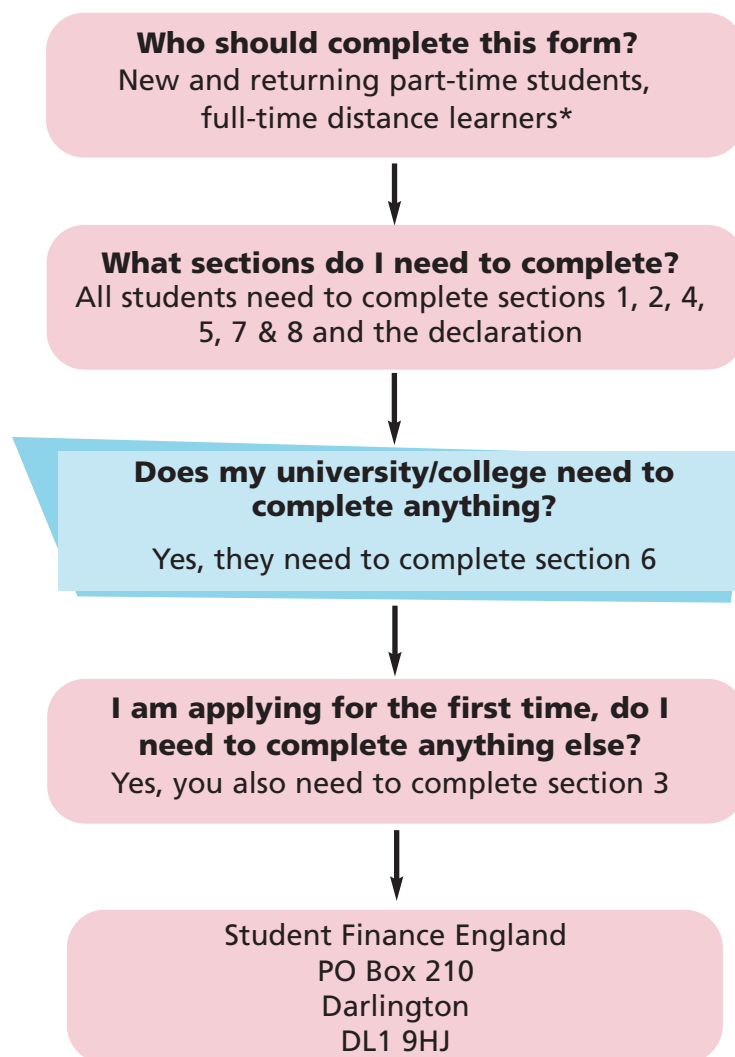 Who should complete this form?
New and returning part-time students,
full-time distance learners*
What sections do I need to complete?
All students need to complete sections 1, 2, 4,
5, 7 & 8 and the declaration
Does my university/college need to
complete anything?
Yes, they need to complete section 6
I am applying for the first time, do I
need to complete anything else?
Yes, you also need to complete section 3
Student Finance England
PO Box 210
Darlington
DL1 9HJ